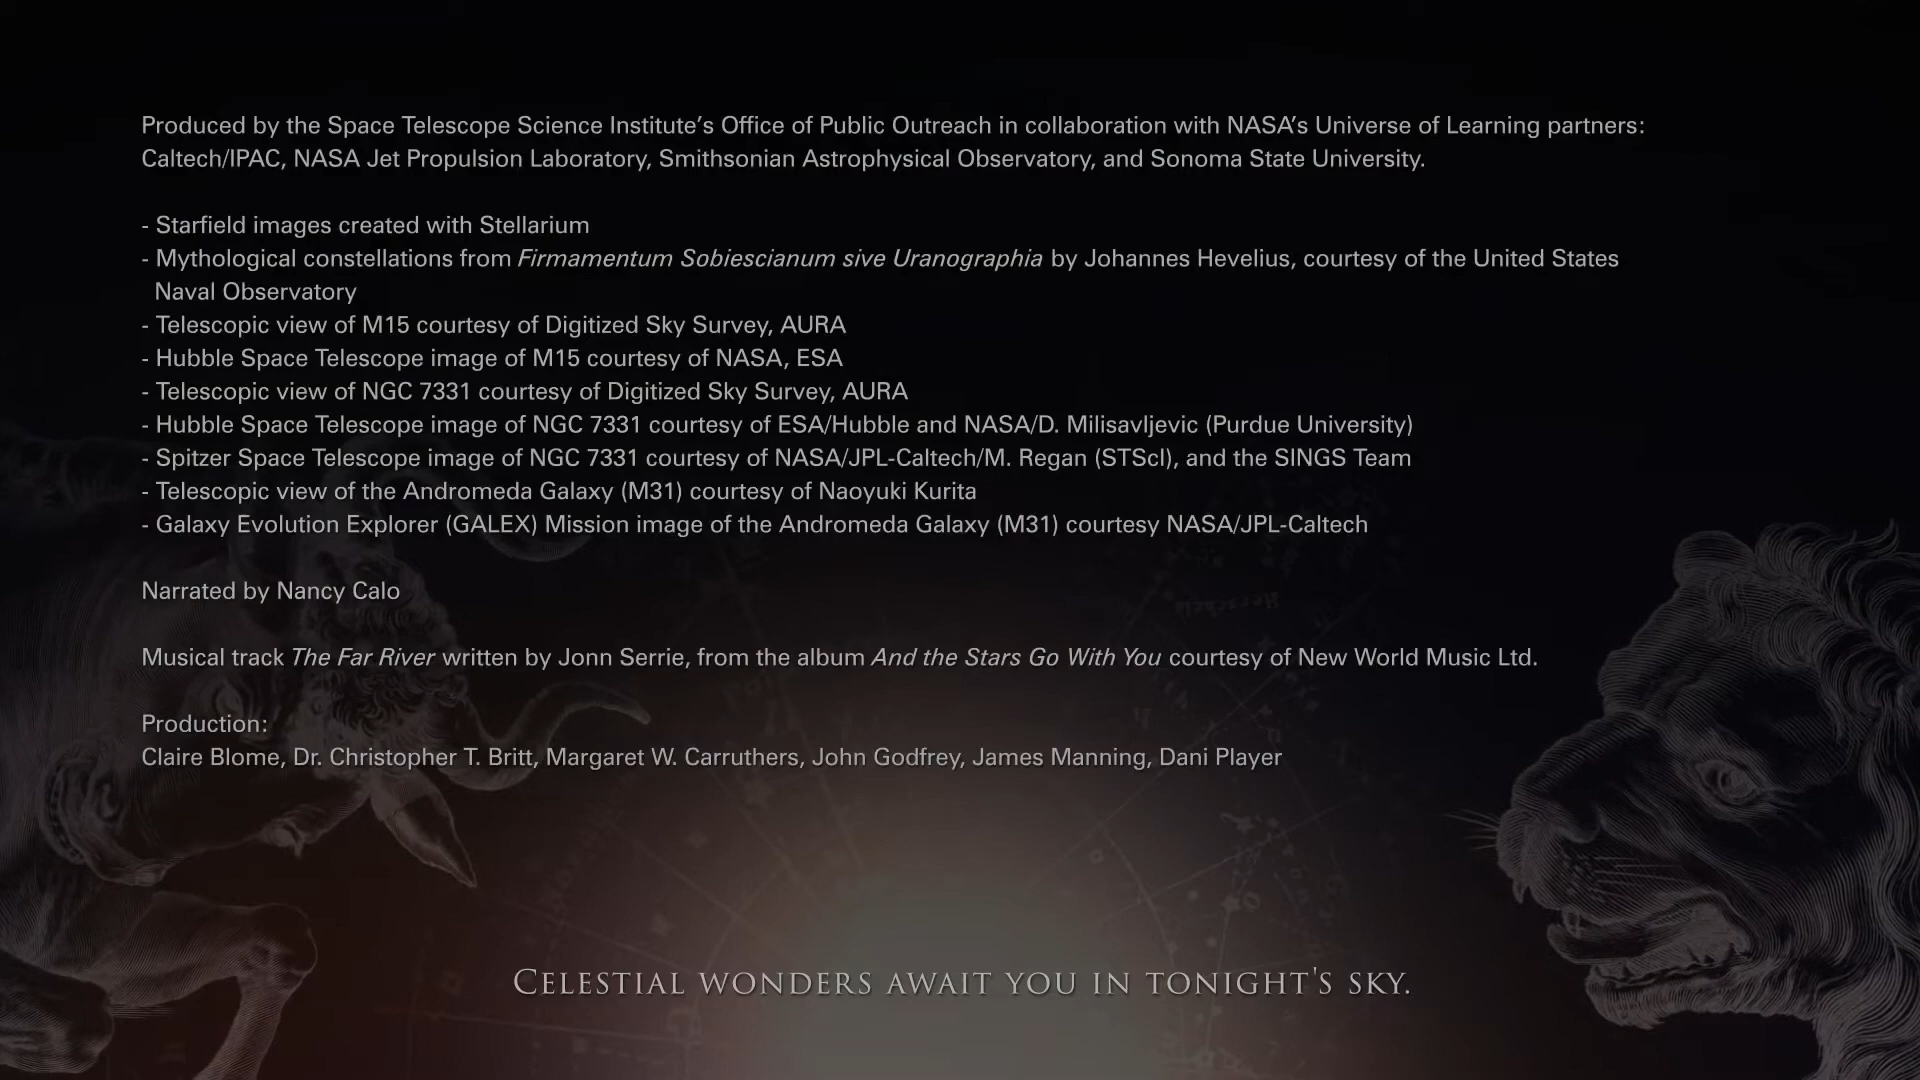 Produced by the Space Telescope Science Institute’s Office of Public Outreach in collaboration with NASA’s Universe of Learning partners:
Caltech/IPAC, NASA Jet Propulsion Laboratory, Smithsonian Astrophysical Observatory, and Sonoma State University.
- Starfield images created with Stellarium
- Mythological constellations from Firmamentum Sobiescianum sive Uranographia by Johannes Hevelius, courtesy of the United States
Naval Observatory
- Telescopic view of M15 courtesy of Digitized Sky Survey, AURA
- Hubble Space Telescope image of M15 courtesy of NASA, ESA
- Telescopic view of NGC 7331 courtesy of Digitized Sky Survey, AURA
- Hubble Space Telescope image of NGC 7331 courtesy of ESA/Hubble and NASA/D. Milisavljevic (Purdue University)
- Spitzer Space Telescope image of NGC 7331 courtesy of NASA/JPL-Caltech/M. Regan (STScI), and the SINGS Team
- Telescopic view of the Andromeda Galaxy (M31) courtesy of Naoyuki Kurita
- Galaxy Evolution Explorer (GALEX) Mission image of the Andromeda Galaxy (M31) courtesy NASA/JPL-Caltech
Narrated by Nancy Calo
Musical track The Far River written by Jonn Serrie, from the album And the Stars Go With You courtesy of New World Music Ltd.
Production:
Claire Blome, Dr. Christopher T. Britt, Margaret W. Carruthers, John Godfrey, James Manning, Dani Player
CELESTIAL WONDERS AWAIT YOU IN TONIGHT'S SKY.